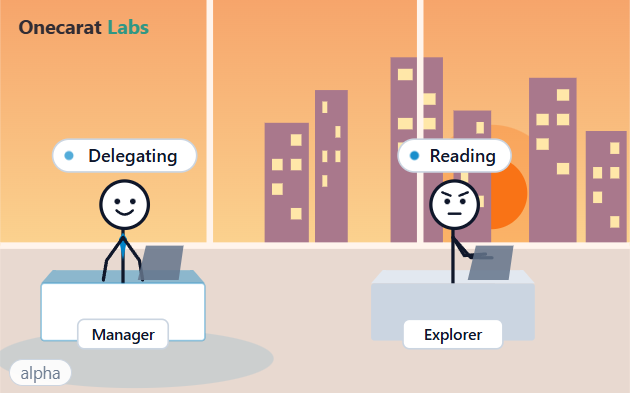 Onecarat Labs
Delegating
Reading
Manager
Explorer
alpha